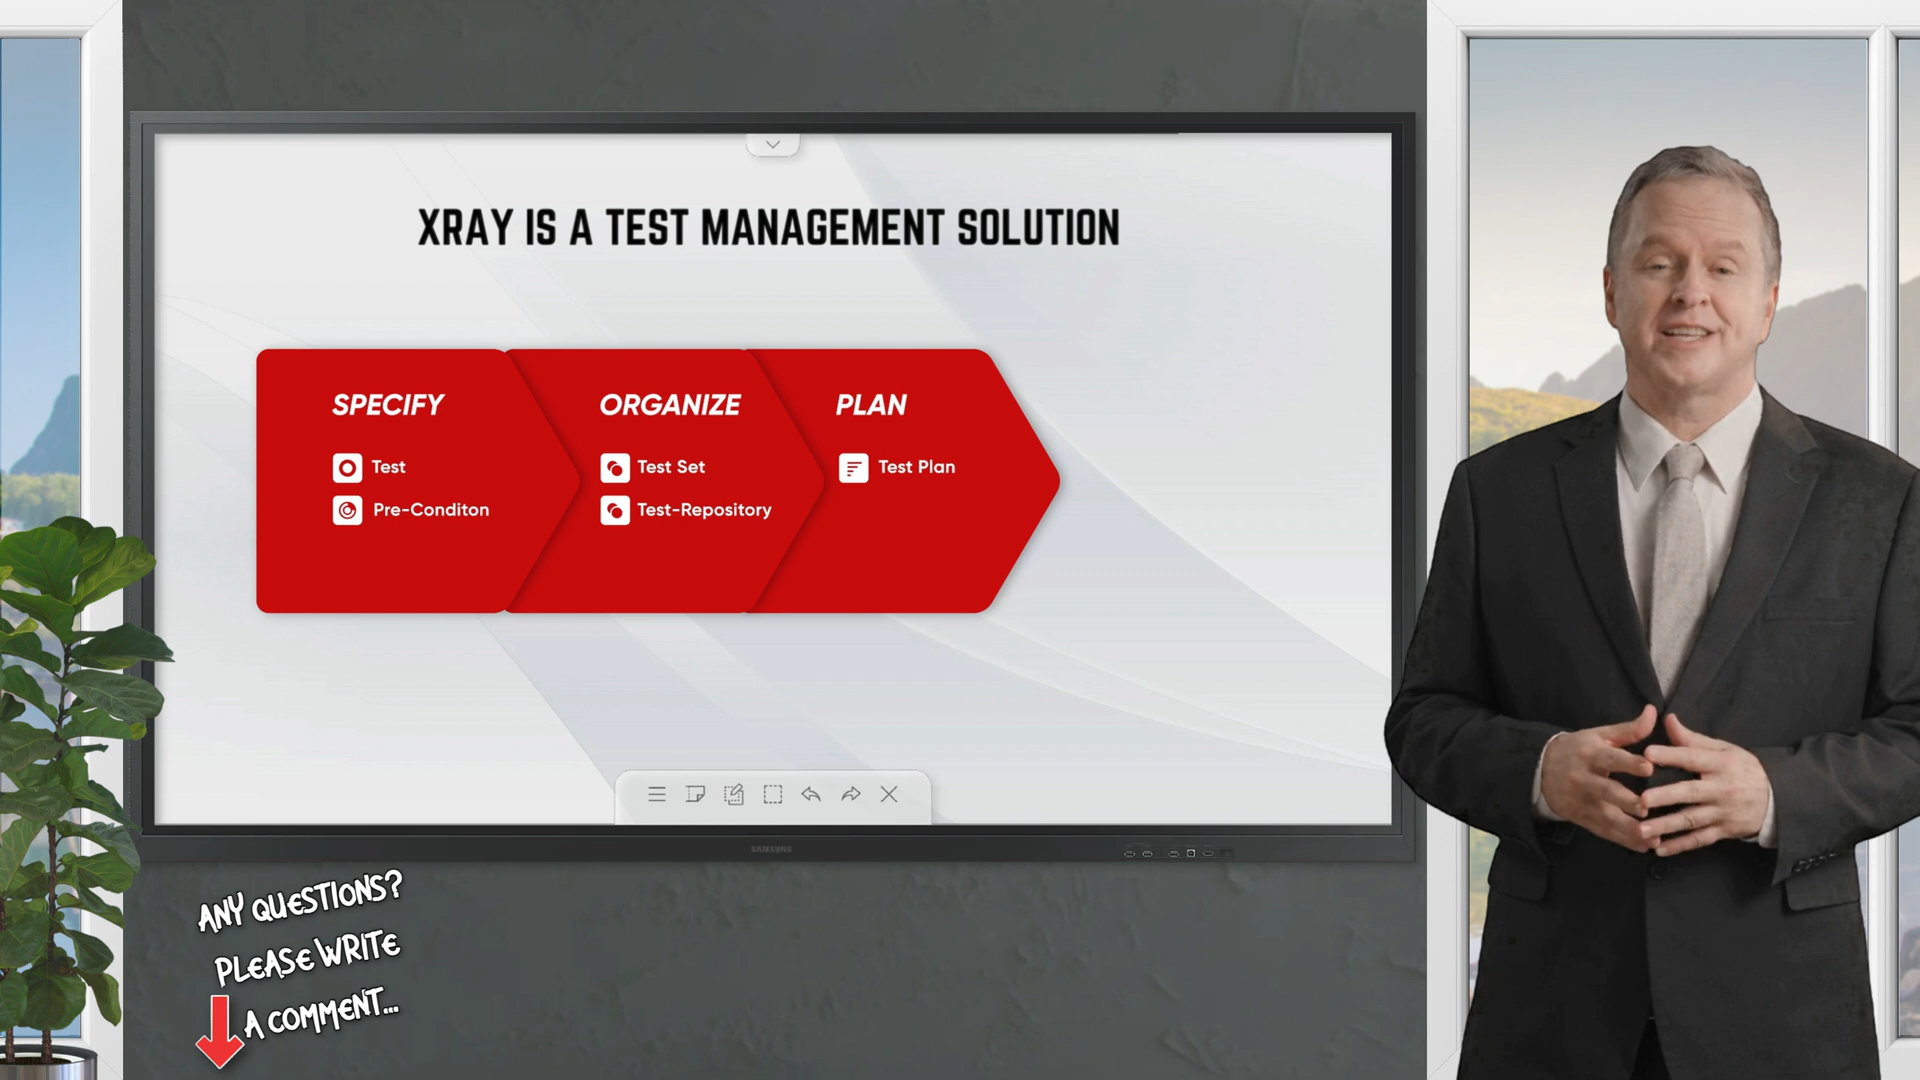 XRAY IS A TEST MANAGEMENT SOLUTION
SPECIFY
Test
Pre-Conditon
ORGANIZE
Test Set
Test-Repository
PLAN
Test Plan
SAMSUNG
ANY QUESTIONS?
PLEASE WRITE
A COMMENT...